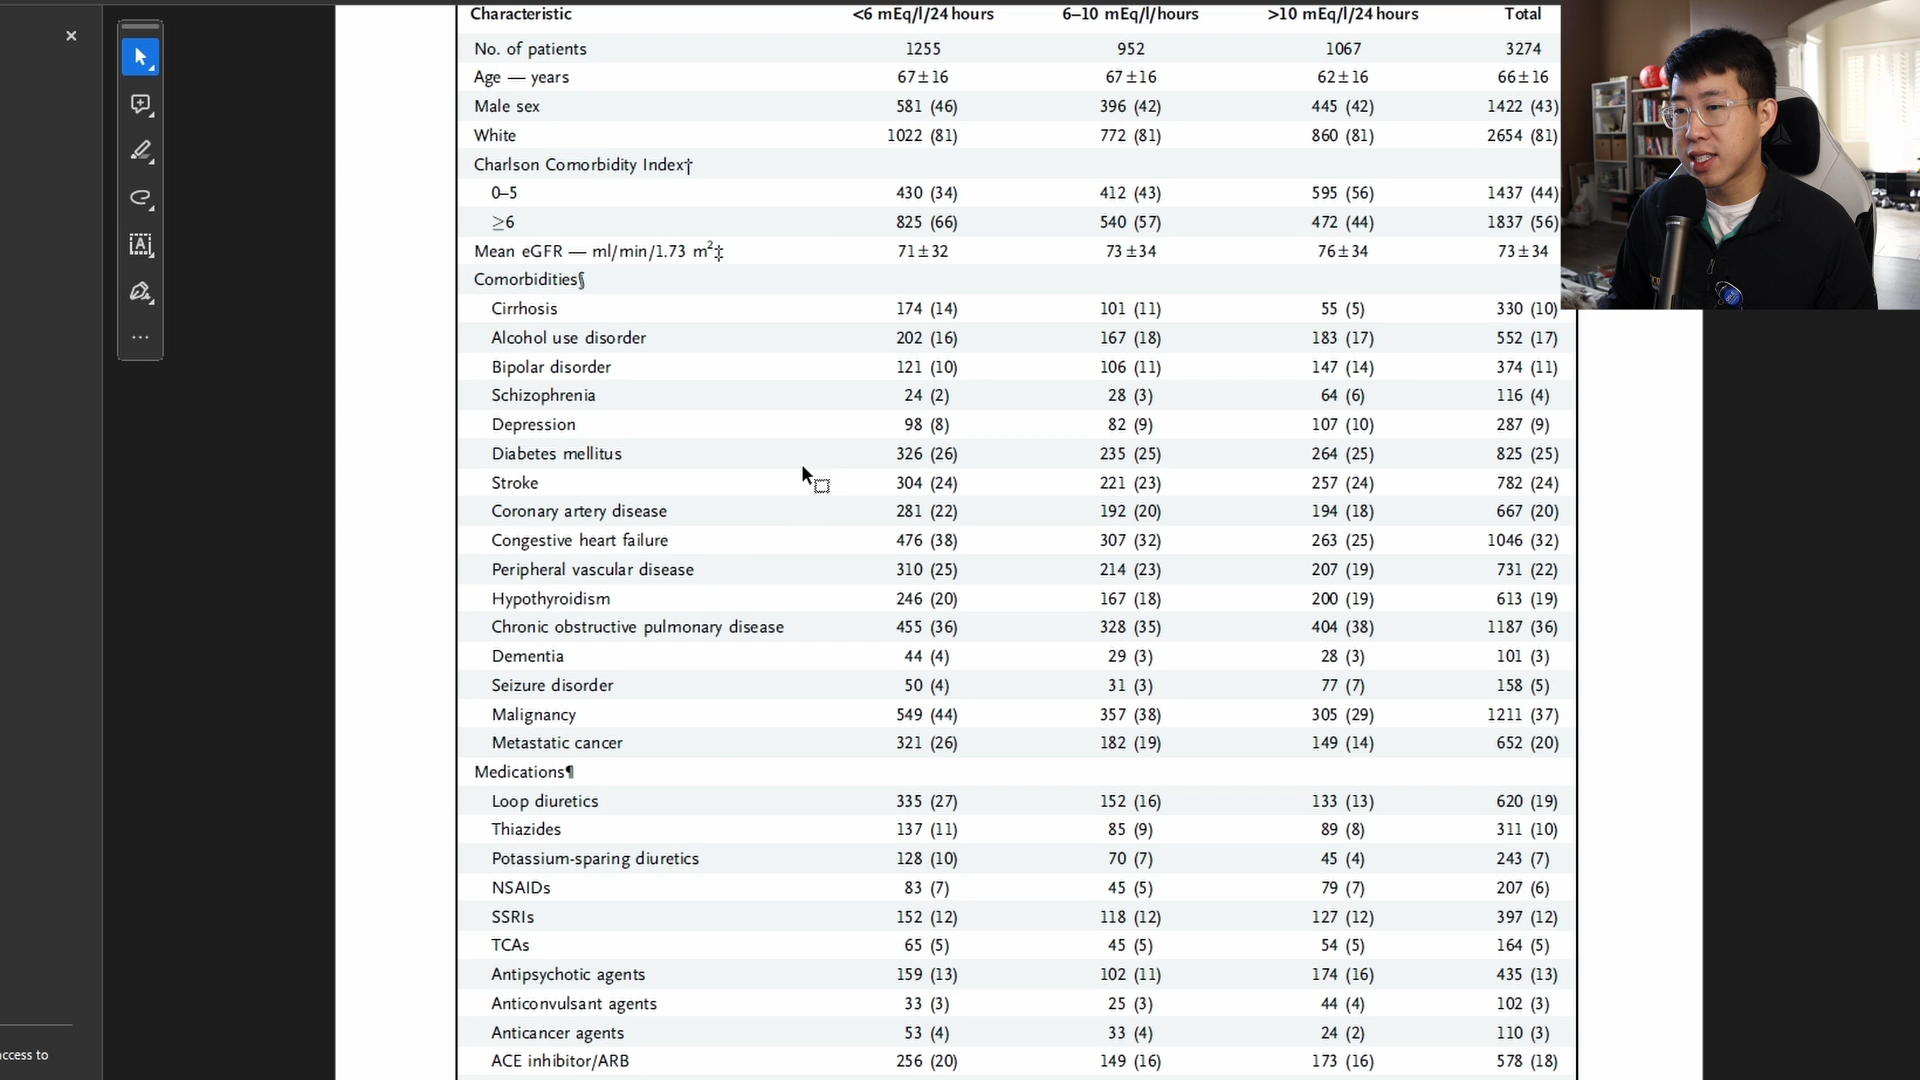 Characteristic <6 mEq/l/24 hours 6–10 mEq/l/hours >10 mEq/l/24 hours Total
No. of patients 1255 952 1067 3274
Age — years 67±16 67±16 62±16 66±16
Male sex 581 (46) 396 (42) 445 (42) 1422 (43)
White 1022 (81) 772 (81) 860 (81) 2654 (81)
Charlson Comorbidity Index†
0–5 430 (34) 412 (43) 595 (56) 1437 (44)
≥6 825 (66) 540 (57) 472 (44) 1837 (56)
Mean eGFR — ml/min/1.73 m²‡ 71±32 73±34 76±34 73±34
Comorbidities§
Cirrhosis 174 (14) 101 (11) 55 (5) 330 (10)
Alcohol use disorder 202 (16) 167 (18) 183 (17) 552 (17)
Bipolar disorder 121 (10) 106 (11) 147 (14) 374 (11)
Schizophrenia 24 (2) 28 (3) 64 (6) 116 (4)
Depression 98 (8) 82 (9) 107 (10) 287 (9)
Diabetes mellitus 326 (26) 235 (25) 264 (25) 825 (25)
Stroke 304 (24) 221 (23) 257 (24) 782 (24)
Coronary artery disease 281 (22) 192 (20) 194 (18) 667 (20)
Congestive heart failure 476 (38) 307 (32) 263 (25) 1046 (32)
Peripheral vascular disease 310 (25) 214 (23) 207 (19) 731 (22)
Hypothyroidism 246 (20) 167 (18) 200 (19) 613 (19)
Chronic obstructive pulmonary disease 455 (36) 328 (35) 404 (38) 1187 (36)
Dementia 44 (4) 29 (3) 28 (3) 101 (3)
Seizure disorder 50 (4) 31 (3) 77 (7) 158 (5)
Malignancy 549 (44) 357 (38) 305 (29) 1211 (37)
Metastatic cancer 321 (26) 182 (19) 149 (14) 652 (20)
Medications¶
Loop diuretics 335 (27) 152 (16) 133 (13) 620 (19)
Thiazides 137 (11) 85 (9) 89 (8) 311 (10)
Potassium-sparing diuretics 128 (10) 70 (7) 45 (4) 243 (7)
NSAIDs 83 (7) 45 (5) 79 (7) 207 (6)
SSRIs 152 (12) 118 (12) 127 (12) 397 (12)
TCAs 65 (5) 45 (5) 54 (5) 164 (5)
Antipsychotic agents 159 (13) 102 (11) 174 (16) 435 (13)
Anticonvulsant agents 33 (3) 25 (3) 44 (4) 102 (3)
Anticancer agents 53 (4) 33 (4) 24 (2) 110 (3)
ACE inhibitor/ARB 256 (20) 149 (16) 173 (16) 578 (18)
ccess to